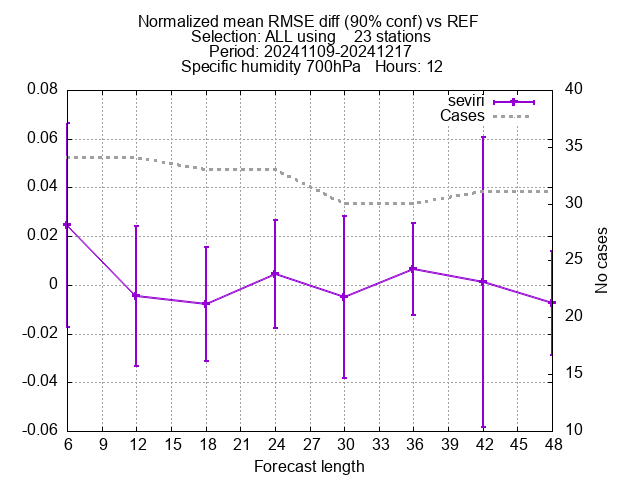 Normalized mean RMSE diff (90% conf) vs REF
Selection: ALL using    23 stations
Period: 20241109-20241217
Specific humidity 700hPa   Hours: 12
seviri
Cases
0.08
0.06
0.04
0.02
0
-0.02
-0.04
-0.06
40
35
30
25
20
15
10
No cases
6 9 12 15 18 21 24 27 30 33 36 39 42 45 48
Forecast length